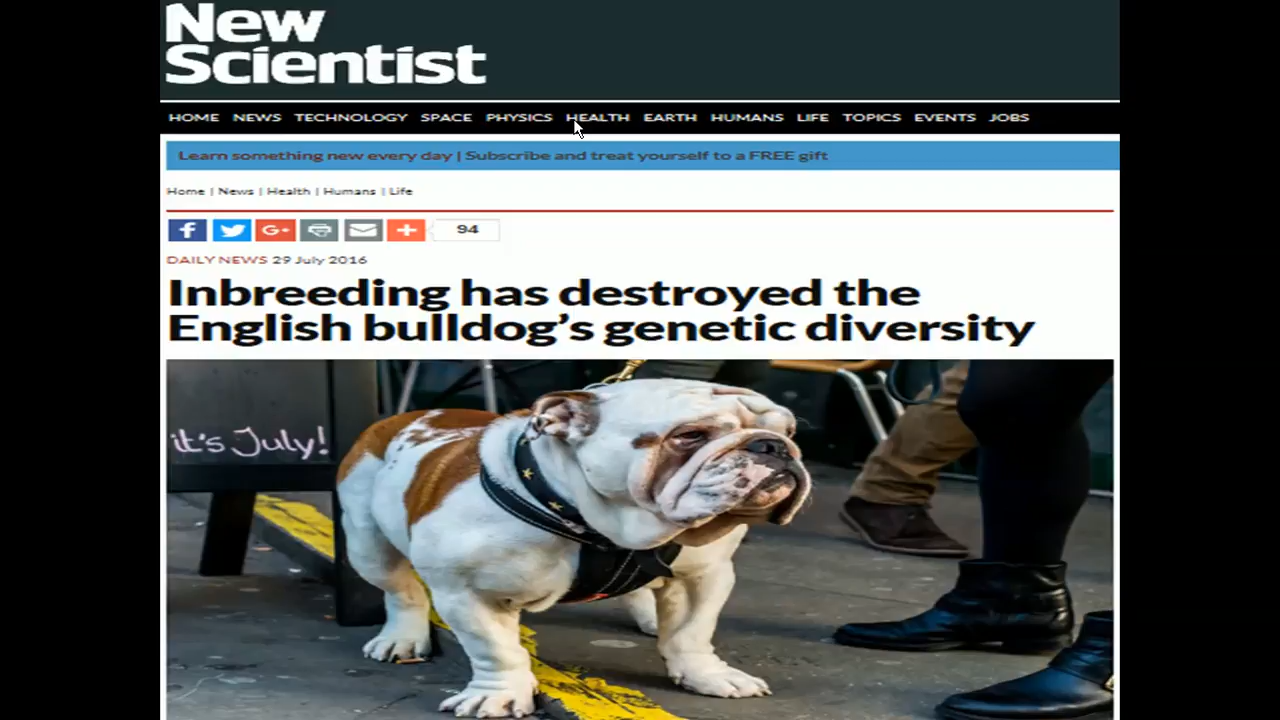 New
Scientist
HOME NEWS TECHNOLOGY SPACE PHYSICS HEALTH EARTH HUMANS LIFE TOPICS EVENTS JOBS
Learn something new every day | Subscribe and treat yourself to a FREE gift
Home | News | Health | Humans | Life
f G+ + 94
DAILY NEWS 29 July 2016
Inbreeding has destroyed the
English bulldog's genetic diversity
it's July!